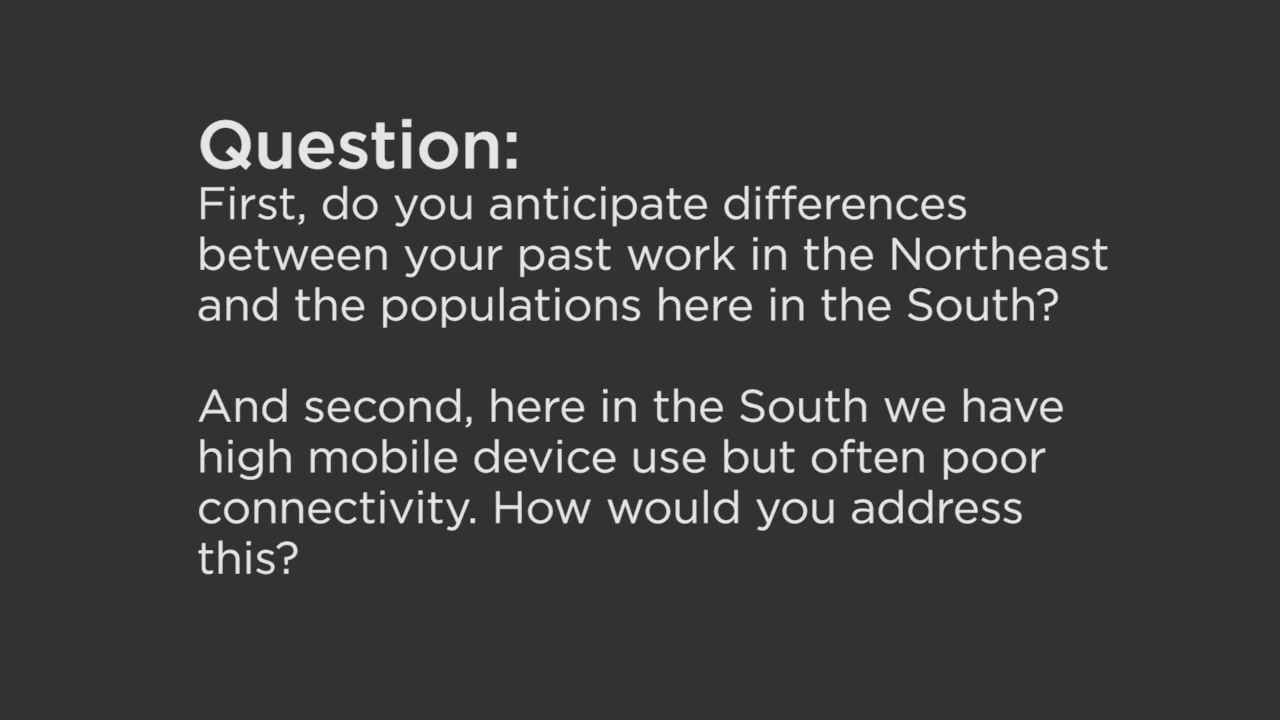 Question:
First, do you anticipate differences
between your past work in the Northeast
and the populations here in the South?
And second, here in the South we have
high mobile device use but often poor
connectivity. How would you address
this?